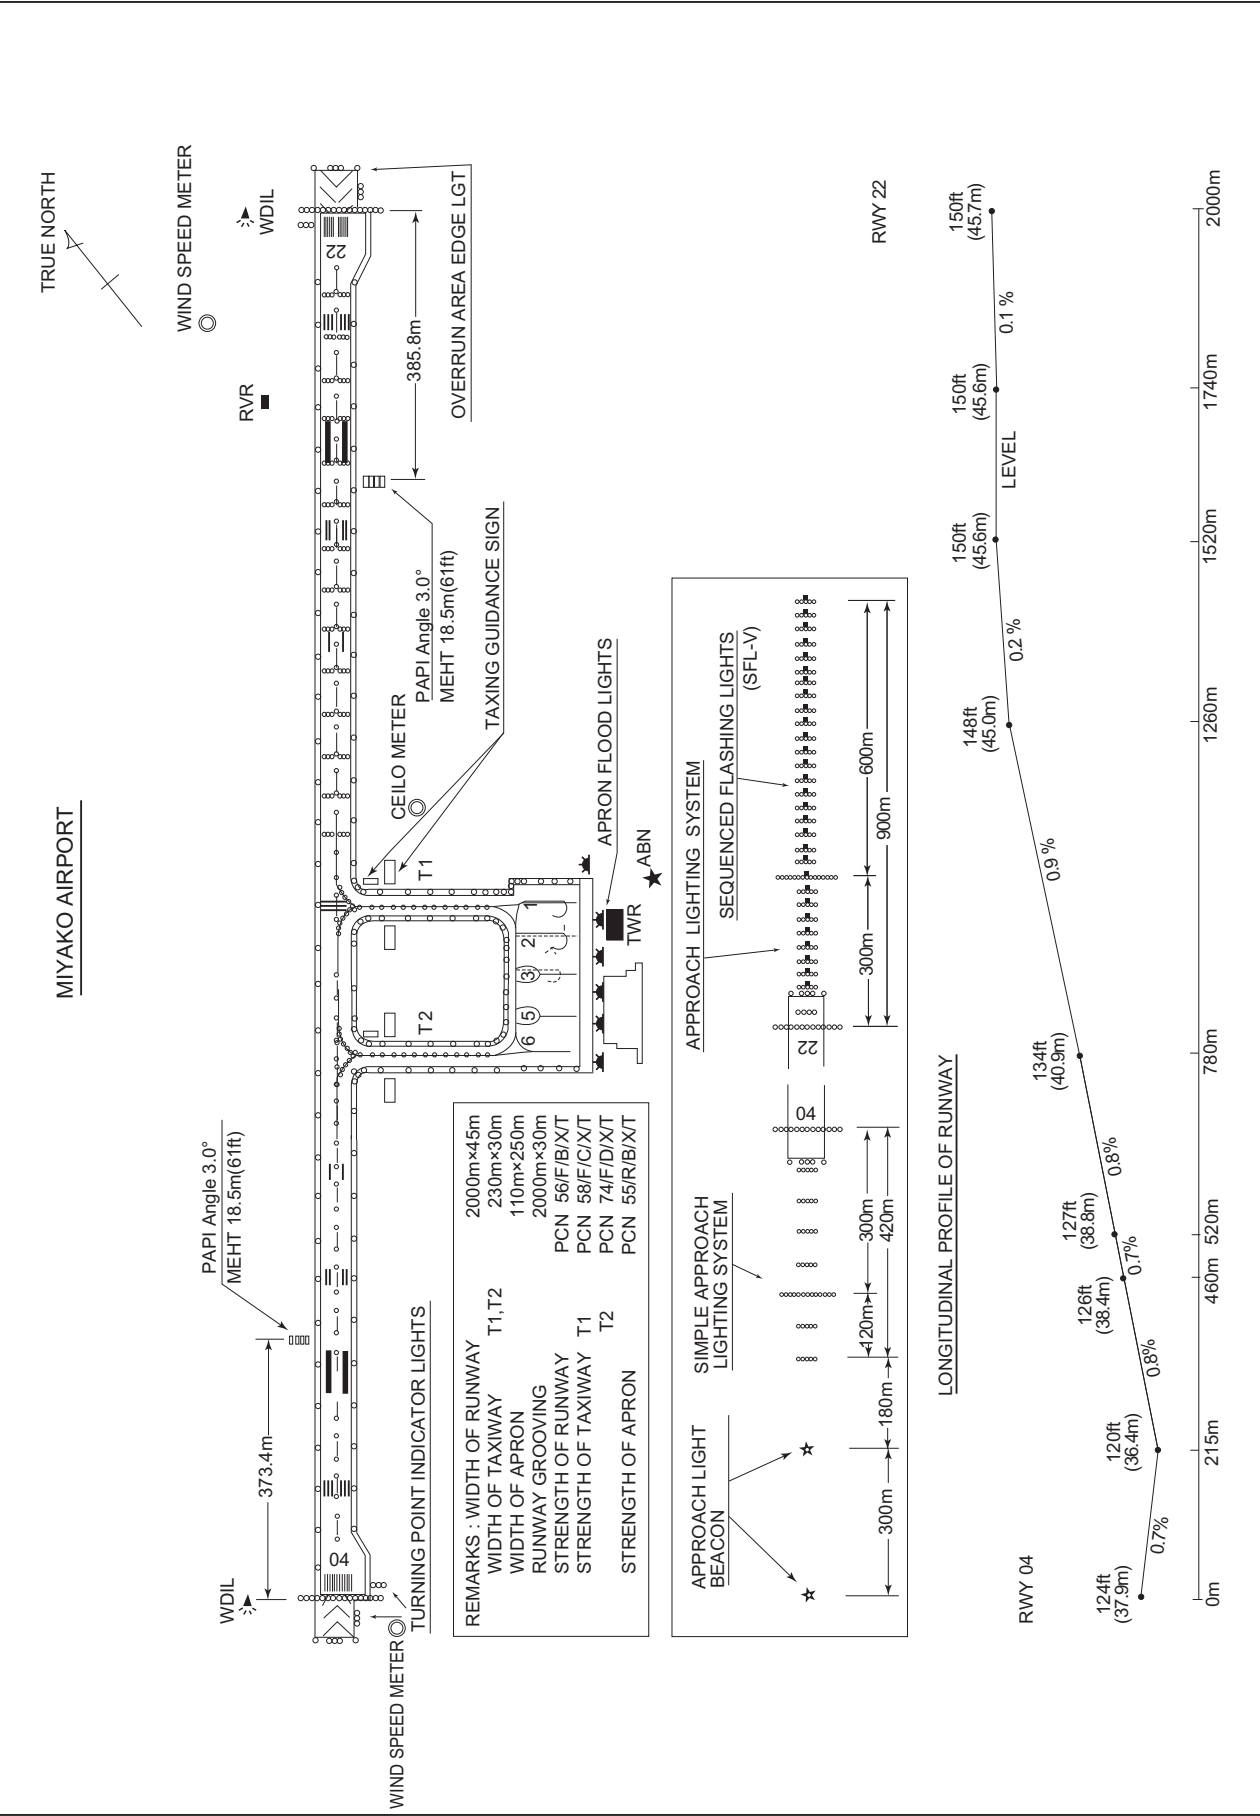 MIYAKO AIRPORT
TRUE NORTH
WIND SPEED METER
WDIL
RVR
OVERRUN AREA EDGE LGT
22
385.8m
PAPI Angle 3.0°
MEHT 18.5m(61ft)
TAXING GUIDANCE SIGN
CEILO METER
T1
T2
1
2
3
5
6
APRON FLOOD LIGHTS
ABN
TWR
PAPI Angle 3.0°
MEHT 18.5m(61ft)
373.4m
04
WDIL
WIND SPEED METER
TURNING POINT INDICATOR LIGHTS
REMARKS : WIDTH OF RUNWAY 2000m×45m
WIDTH OF TAXIWAY T1,T2 230m×30m
WIDTH OF APRON 110m×250m
RUNWAY GROOVING 2000m×30m
STRENGTH OF RUNWAY PCN 56/F/B/X/T
STRENGTH OF TAXIWAY T1 PCN 58/F/C/X/T
T2 PCN 74/F/D/X/T
STRENGTH OF APRON PCN 55/R/B/X/T
APPROACH LIGHT
BEACON
SIMPLE APPROACH
LIGHTING SYSTEM
APPROACH LIGHTING SYSTEM
SEQUENCED FLASHING LIGHTS
(SFL-V)
04
22
300m
180m
120m
300m
420m
300m
600m
900m
LONGITUDINAL PROFILE OF RUNWAY
RWY 04
RWY 22
124ft
(37.9m)
120ft
(36.4m)
126ft
(38.4m)
127ft
(38.8m)
134ft
(40.9m)
148ft
(45.0m)
150ft
(45.6m)
150ft
(45.6m)
150ft
(45.7m)
0.7%
0.8%
0.7%
0.8%
0.9 %
0.2 %
LEVEL
0.1 %
0m
215m
460m
520m
780m
1260m
1520m
1740m
2000m